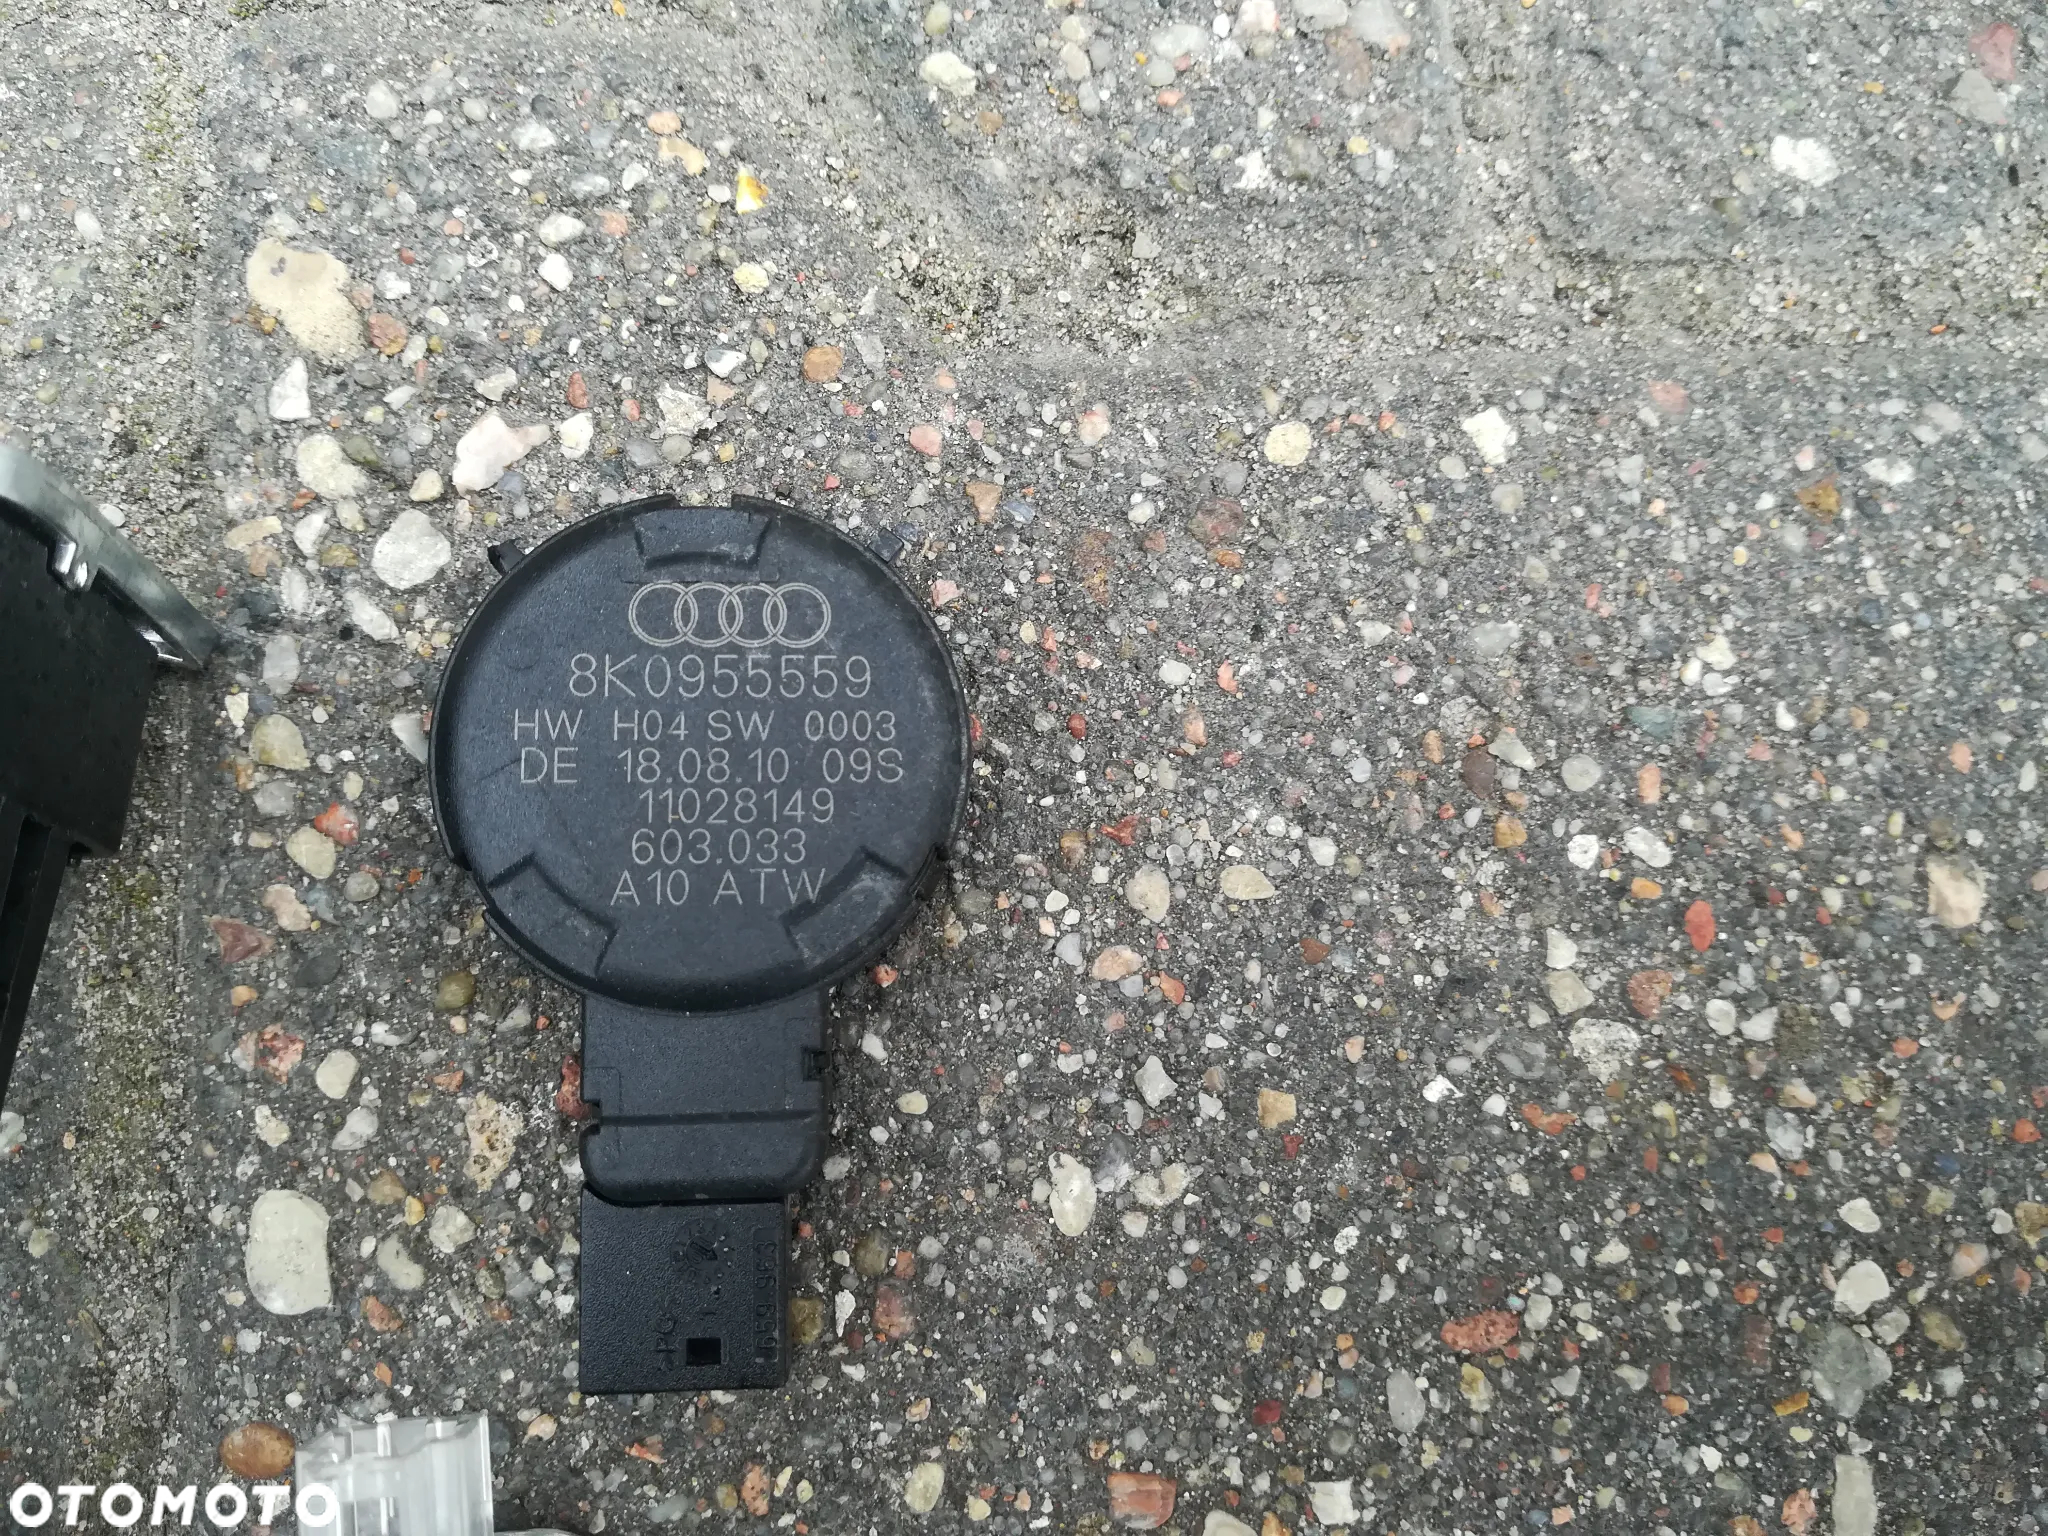 8K0955559
HW H04 SW 0003
DE 18.08.10 09S
11028149
603.033
A10 ATW
OTOMOTO